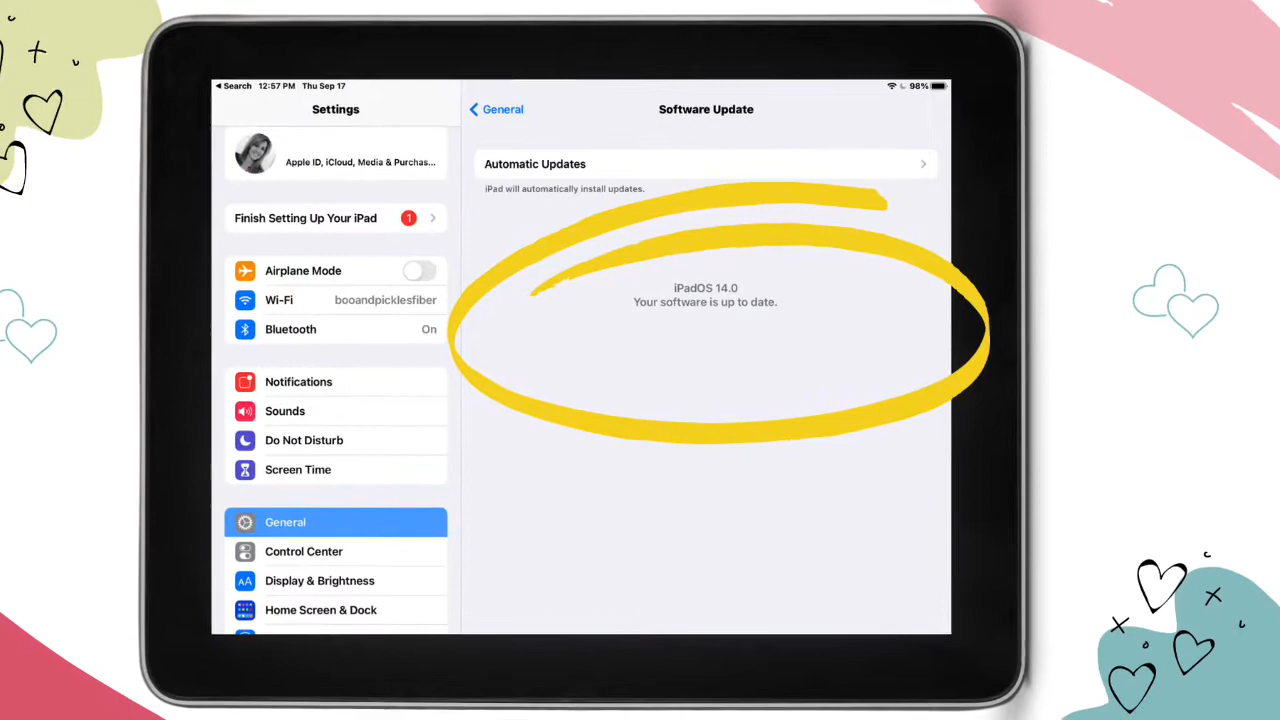 Search 12:57 PM Thu Sep 17
98%
Settings
Apple ID, iCloud, Media & Purchas...
Finish Setting Up Your iPad 1
Airplane Mode
Wi-Fi booandpicklesfiber
Bluetooth On
Notifications
Sounds
Do Not Disturb
Screen Time
General
Control Center
AA Display & Brightness
Home Screen & Dock
General
Software Update
Automatic Updates
iPad will automatically install updates.
iPadOS 14.0
Your software is up to date.